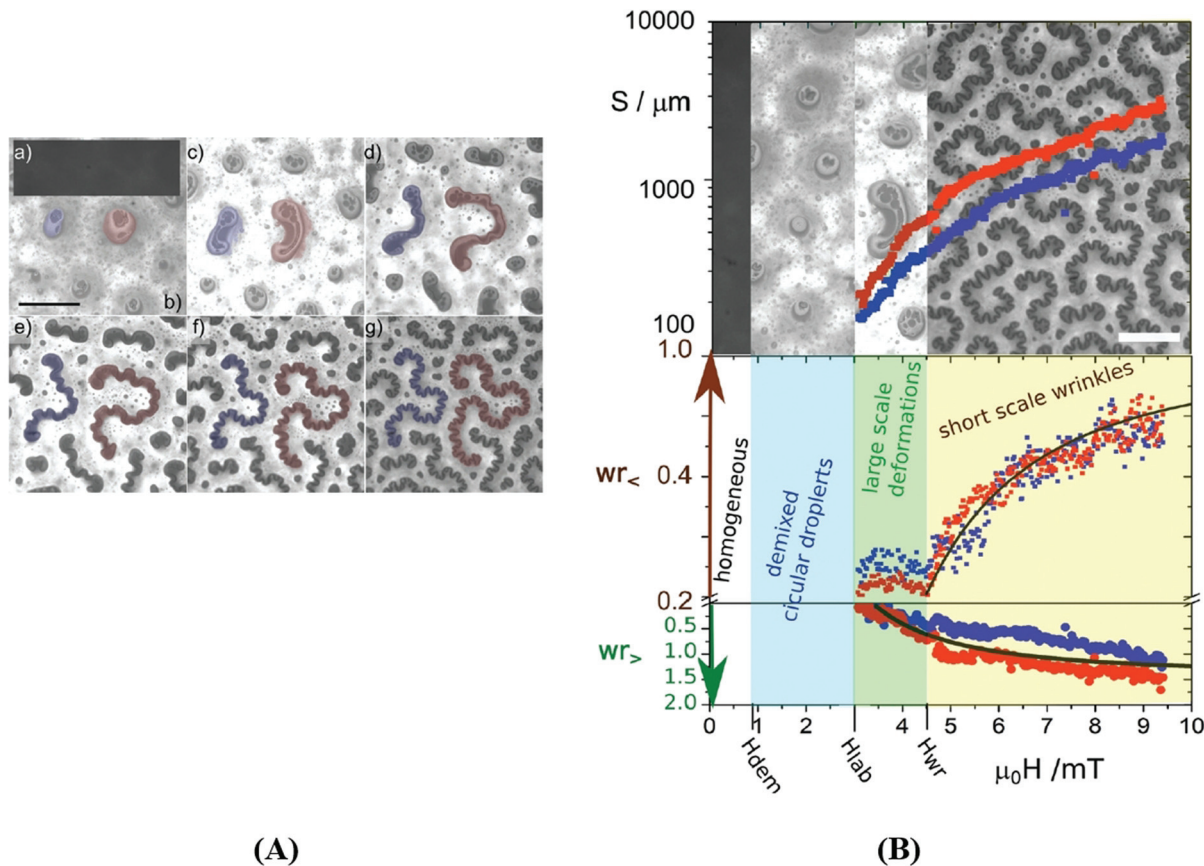 a)
b)
c)
d)
e)
f)
g)
(A)
B)
10000
S / μm
1000
100
1.0
wr<
0.4
0.2
homogeneous
demixed
cicular droplerts
large scale
deformations
short scale wrinkles
wr>
0.5
1.0
1.5
2.0
0 1 2 4 5 6 7 8 9 10
Hdem
Hlab
Hwr
μ₀H /mT
(B)